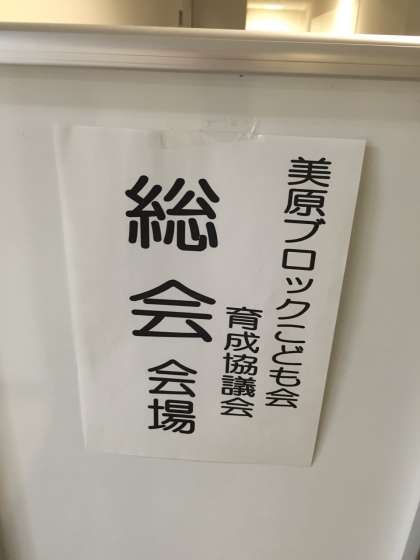 美原ブロックこども会
育成協議会
総会会場